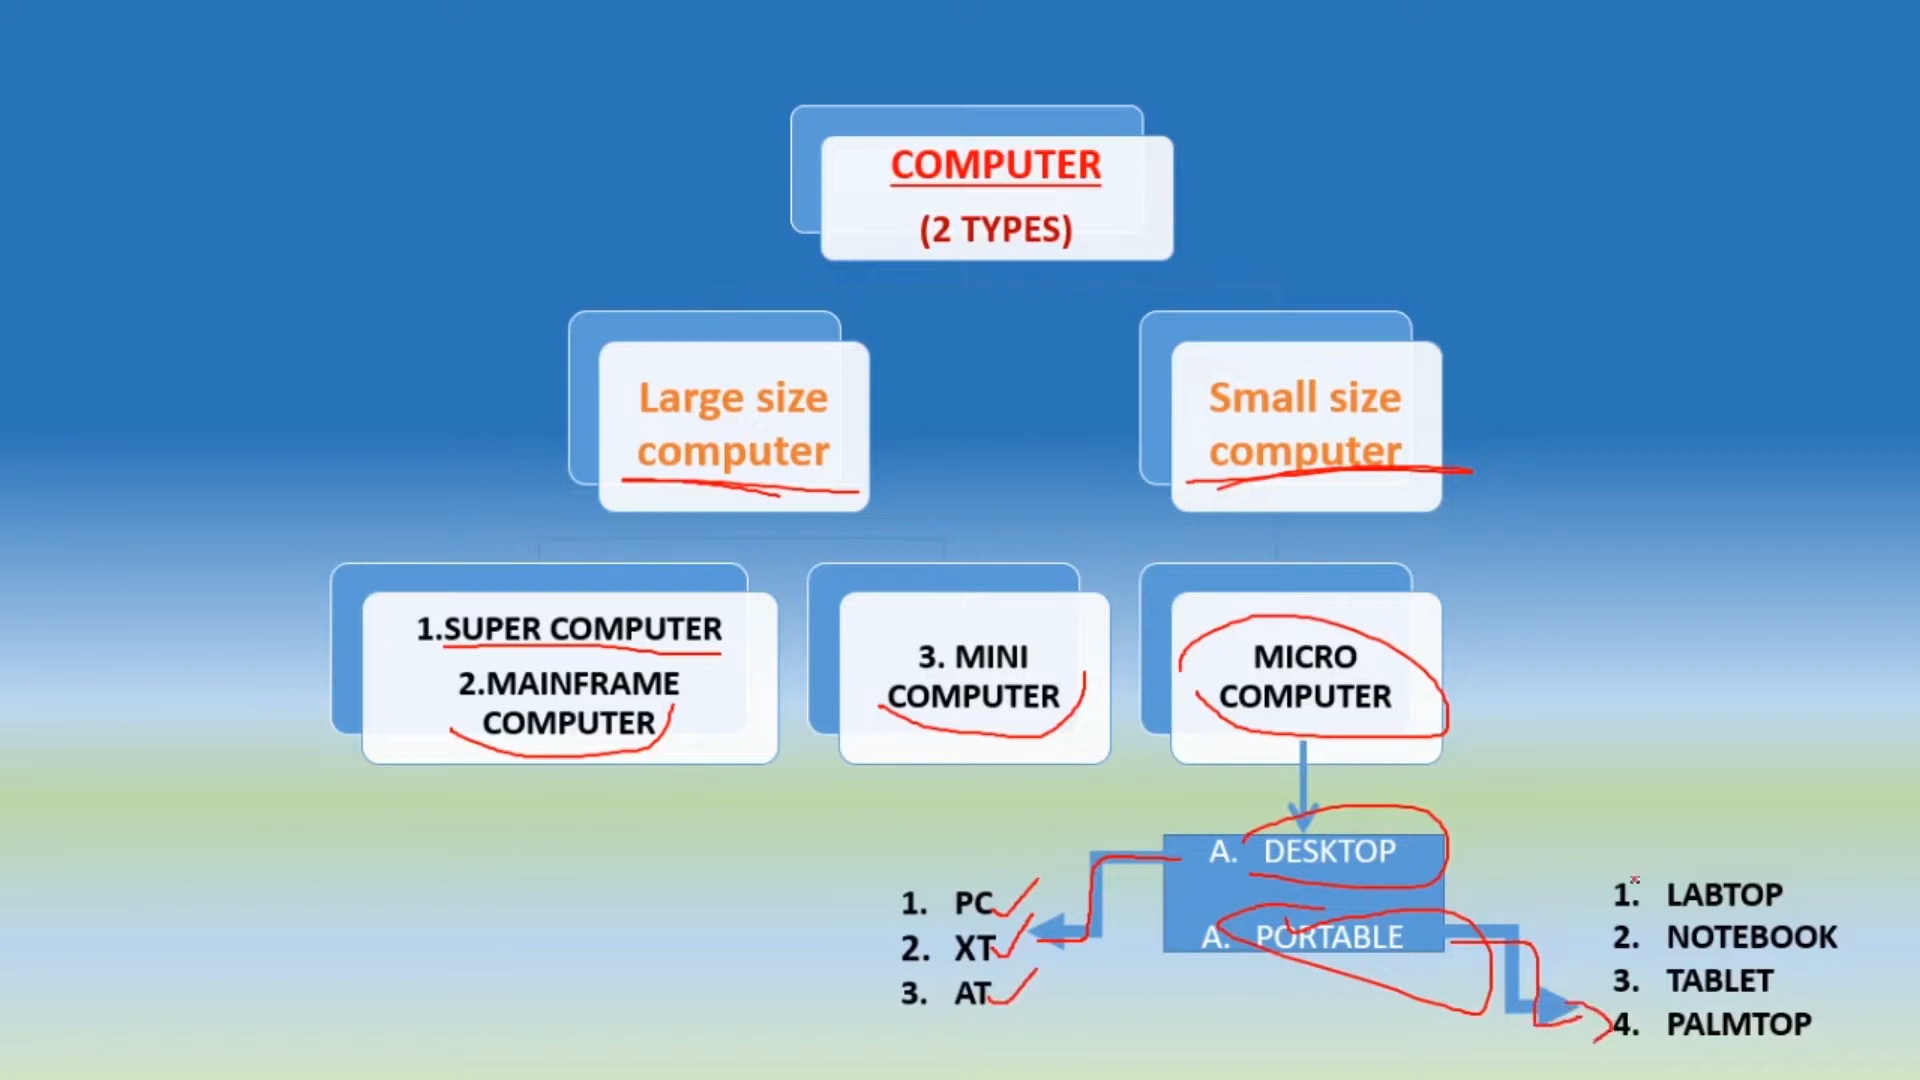 COMPUTER
(2 TYPES)
Large size
computer
Small size
computer
1.SUPER COMPUTER
2.MAINFRAME
COMPUTER
3. MINI
COMPUTER
MICRO
COMPUTER
A. DESKTOP
A. PORTABLE
1. PC
2. XT
3. AT
1. LABTOP
2. NOTEBOOK
3. TABLET
4. PALMTOP